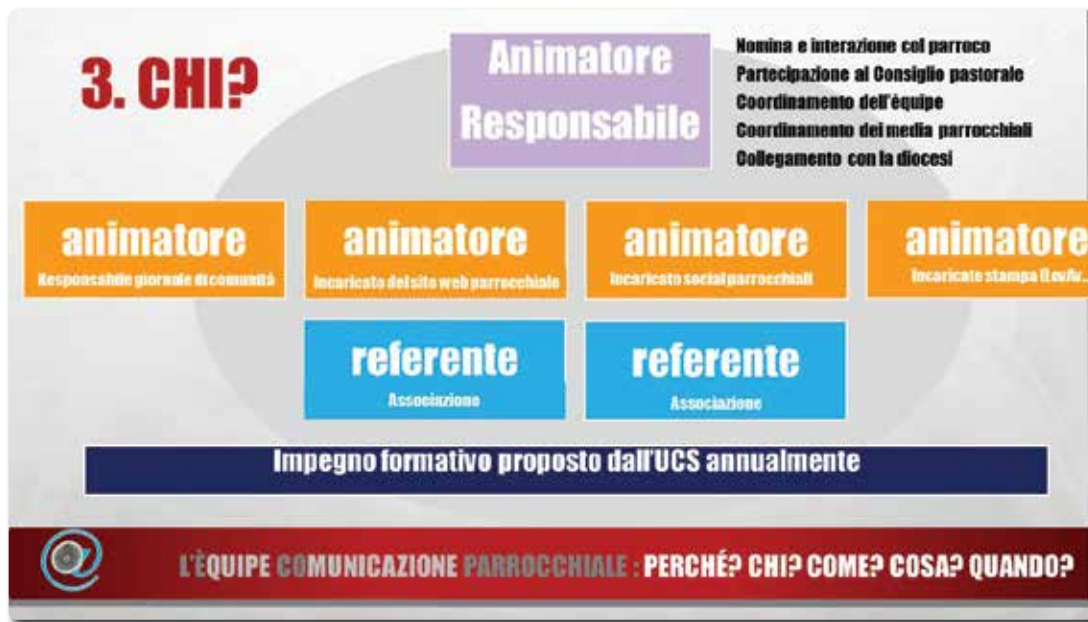 3. CHI?
Animatore
Responsabile
Nomina e interazione col parroco
Partecipazione al Consiglio pastorale
Coordinamento dell'èquipe
Coordinamento dei media parrocchiali
Collegamento con la diocesi
animatore
Responsabile giornale di comunità
animatore
Incaricato del sito web parrocchiale
animatore
Incaricato social parrocchiali
animatore
Incaricato stampa
referente
Associazione
referente
Associazione
Impegno formativo proposto dall'UCS annualmente
L'ÈQUIPE COMUNICAZIONE PARROCCHIALE : PERCHÉ? CHI? COME? COSA? QUANDO?